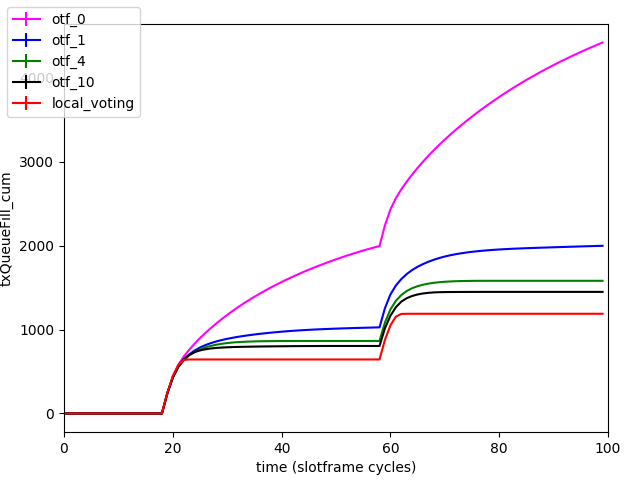 otf_0
otf_1
otf_4
otf_10
local_voting
4000
3000
2000
1000
0
txQueueFill_cum
0 20 40 60 80 100
time (slotframe cycles)